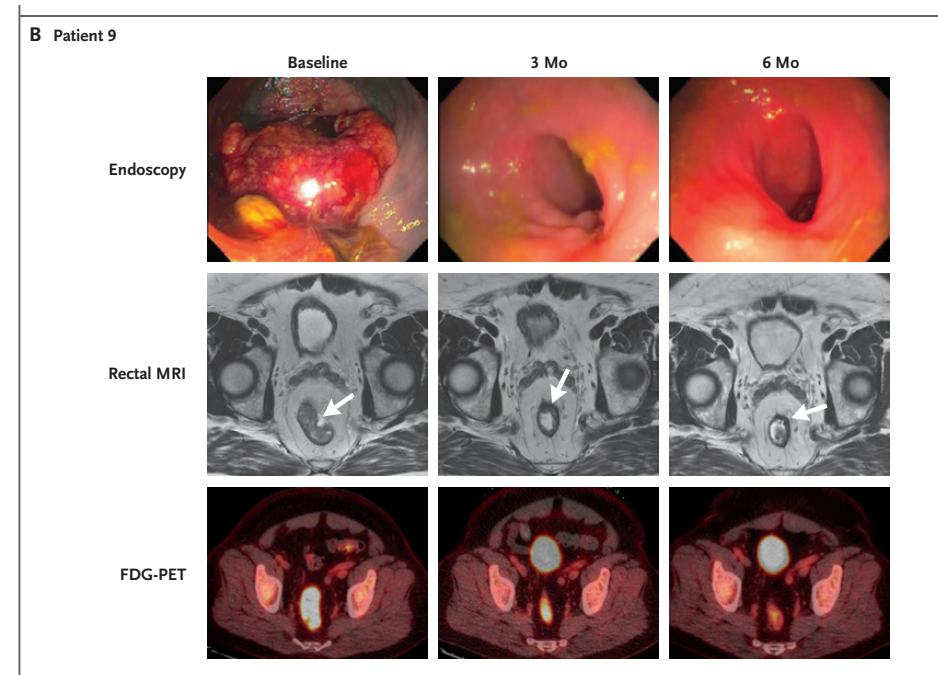 B Patient 9
Baseline
3 Mo
6 Mo
Endoscopy
Rectal MRI
FDG-PET